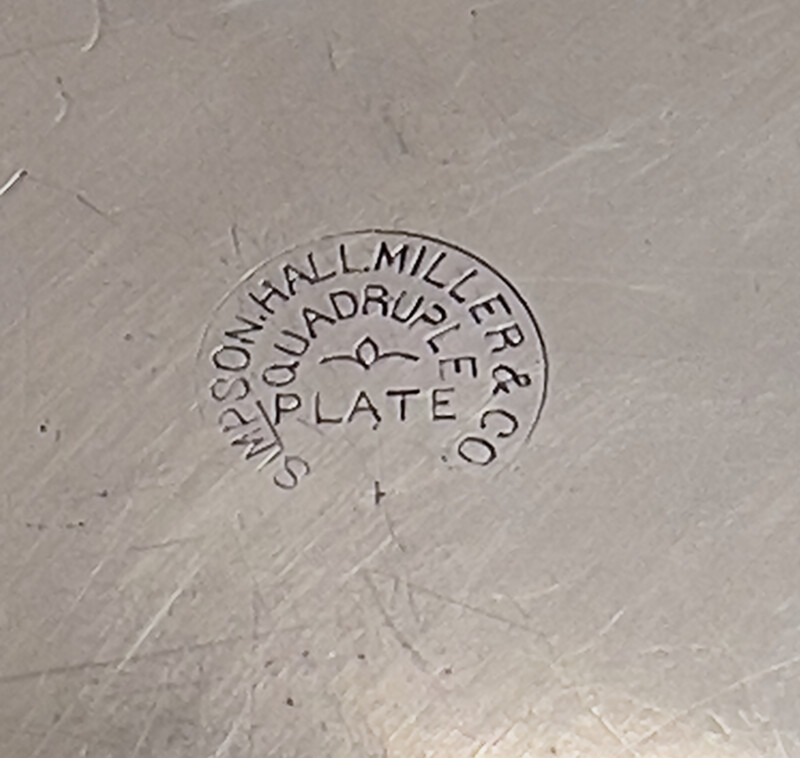 SIMPSON.HALL.MILLER & CO.
QUADRUPLE
PLATE